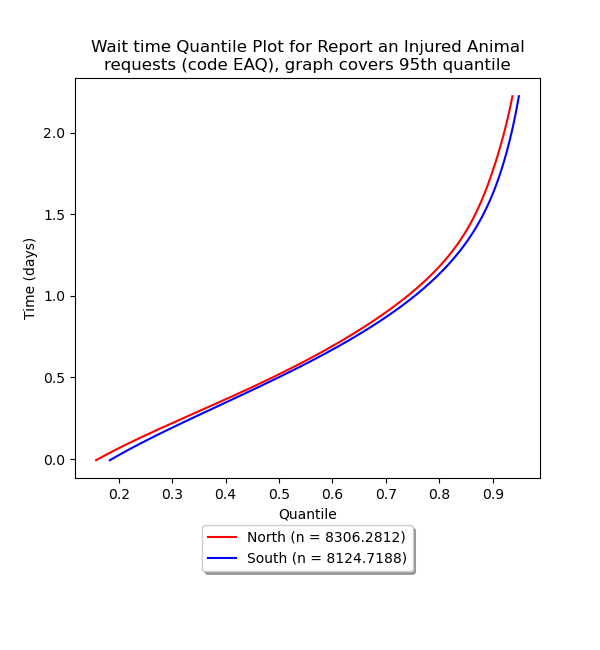 Wait time Quantile Plot for Report an Injured Animal
requests (code EAQ), graph covers 95th quantile
2.0
1.5
1.0
0.5
0.0
Time (days)
0.2 0.3 0.4 0.5 0.6 0.7 0.8 0.9
Quantile
North (n = 8306.2812)
South (n = 8124.7188)